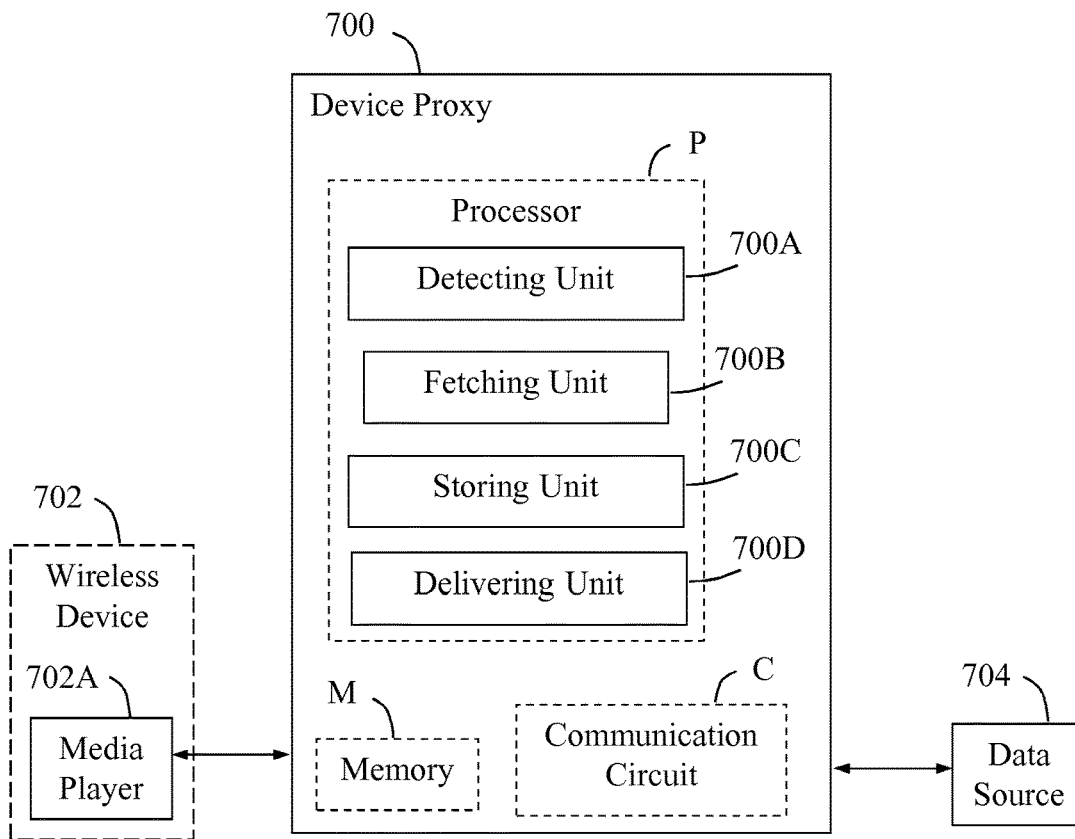 700
Device Proxy
P
Processor
700A
Detecting Unit
700B
Fetching Unit
700C
Storing Unit
700D
Delivering Unit
702
Wireless
Device
702A
Media
Player
M
Memory
C
Communication
Circuit
704
Data
Source